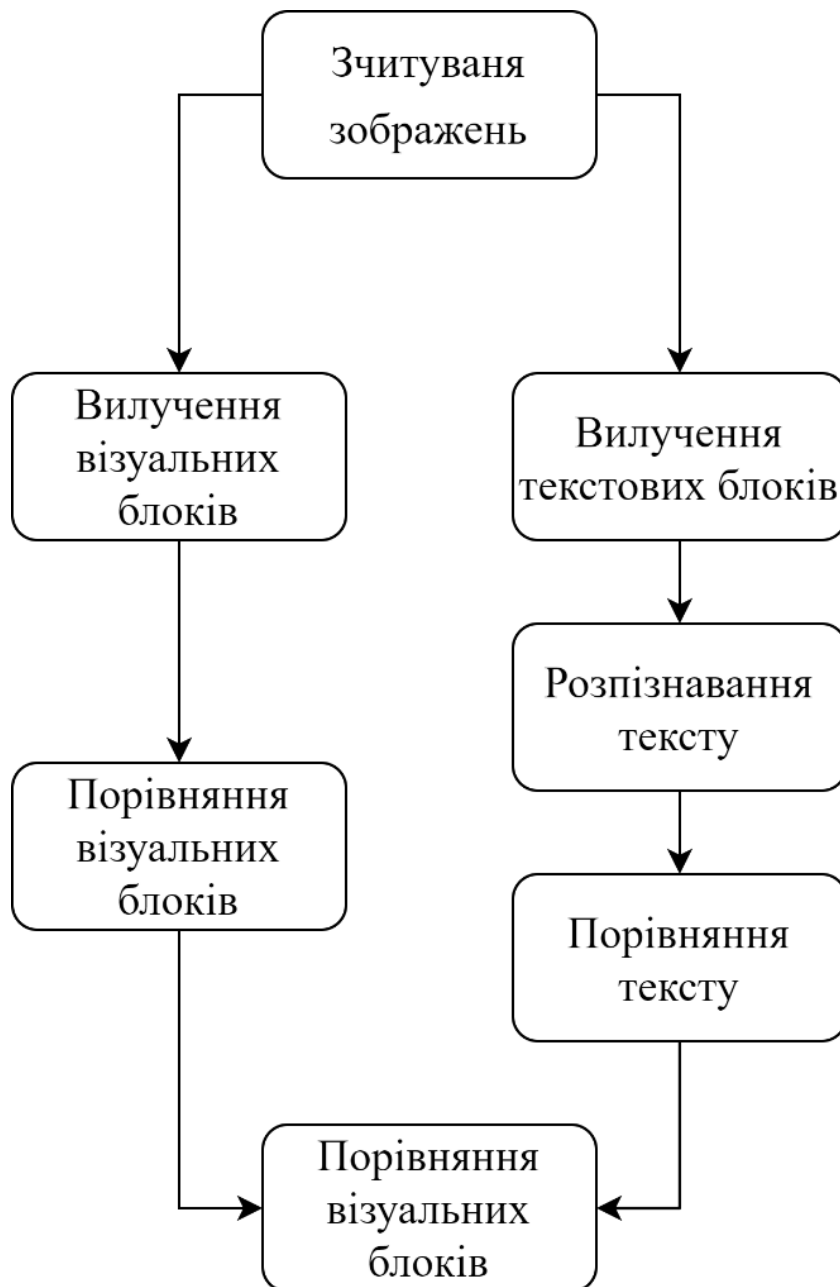 Зчитуваня
зображень
Вилучення
візуальних
блоків
Вилучення
текстових блоків
Розпізнавання
тексту
Порівняння
візуальних
блоків
Порівняння
тексту
Порівняння
візуальних
блоків